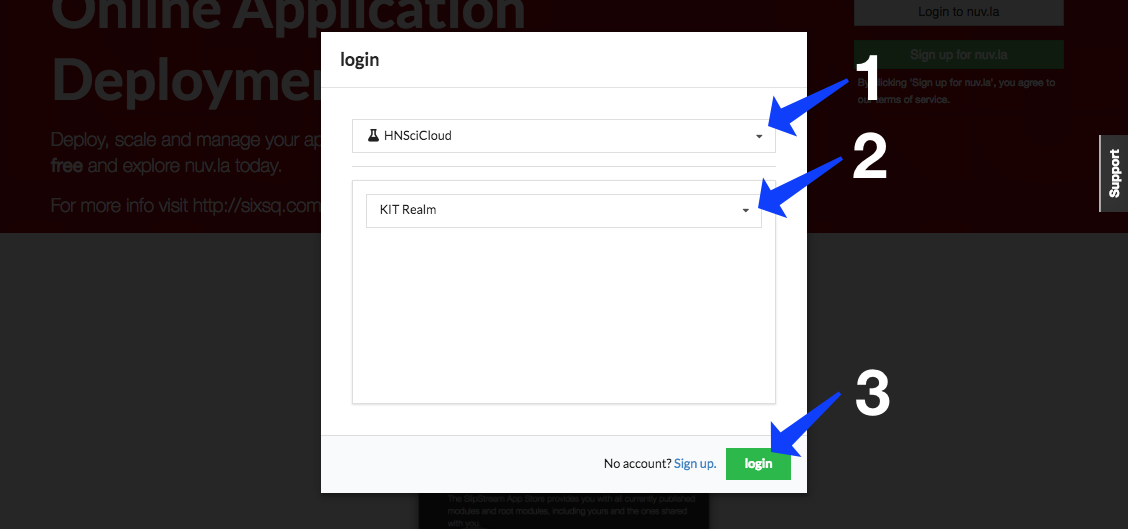 Online Application
Deployment
Login to nuv.la
Sign up for nuv.la
By clicking 'Sign up for nuv.la', you agree to
our terms of service.
Deploy, scale and manage your ap
free and explore nuv.la today.
For more info visit http://sixsq.com
login
HNSciCloud
KIT Realm
No account? Sign up.
login
1
2
3
Support
The SlipStream App Store provides you with all currently published
modules and root modules, including yours and the ones shared
with you.